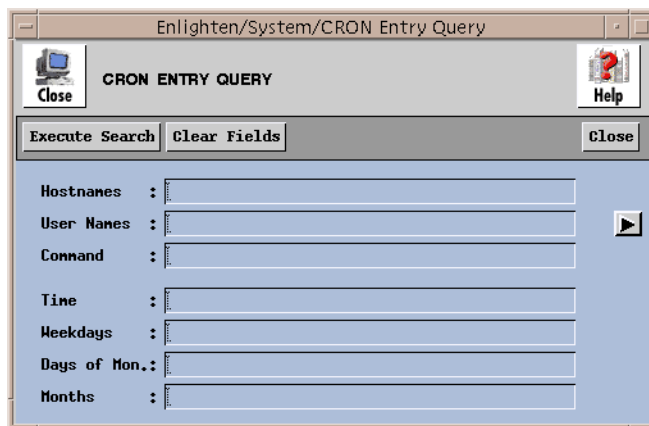 Enlighten/System/CRON Entry Query
Close
CRON ENTRY QUERY
Help
Execute Search Clear Fields Close
Hostnames :
User Names :
Command :
Time :
Weekdays :
Days of Mon.:
Months :